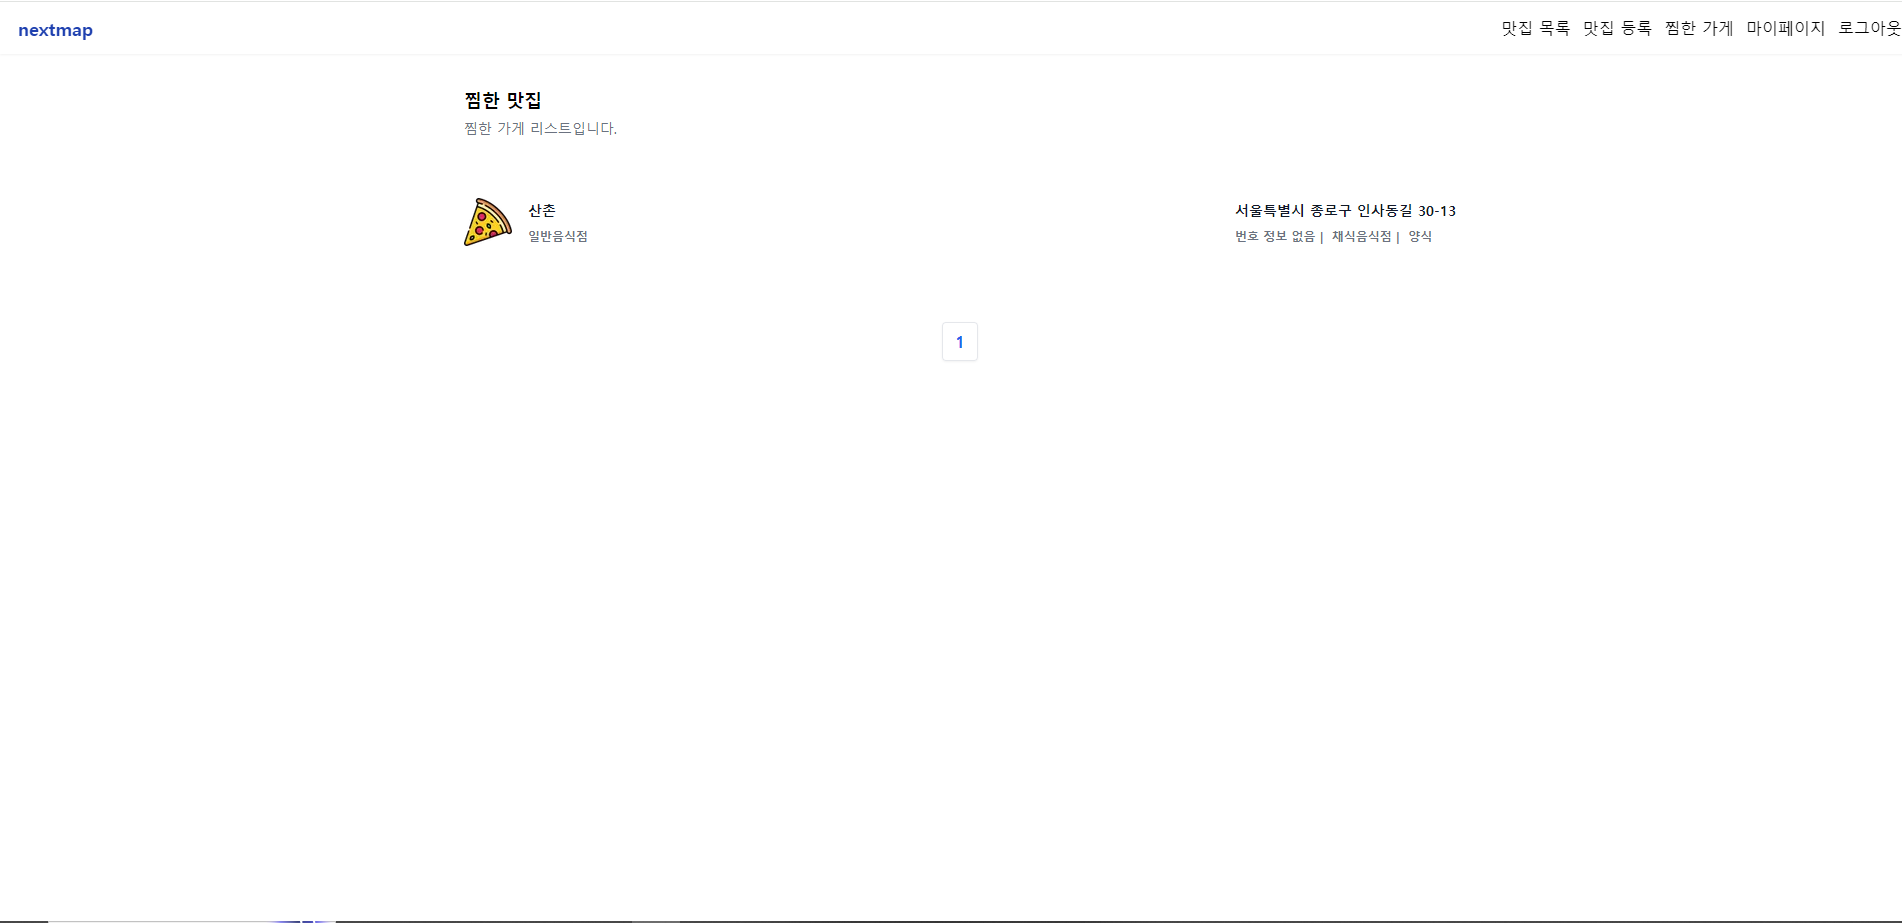 nextmap
맛집 목록 맛집 등록 찜한 가게 마이페이지 로그아웃
찜한 맛집
찜한 가게 리스트입니다.
산촌
일반음식점
서울특별시 종로구 인사동길 30-13
번호 정보 없음 | 채식음식점 | 양식
1